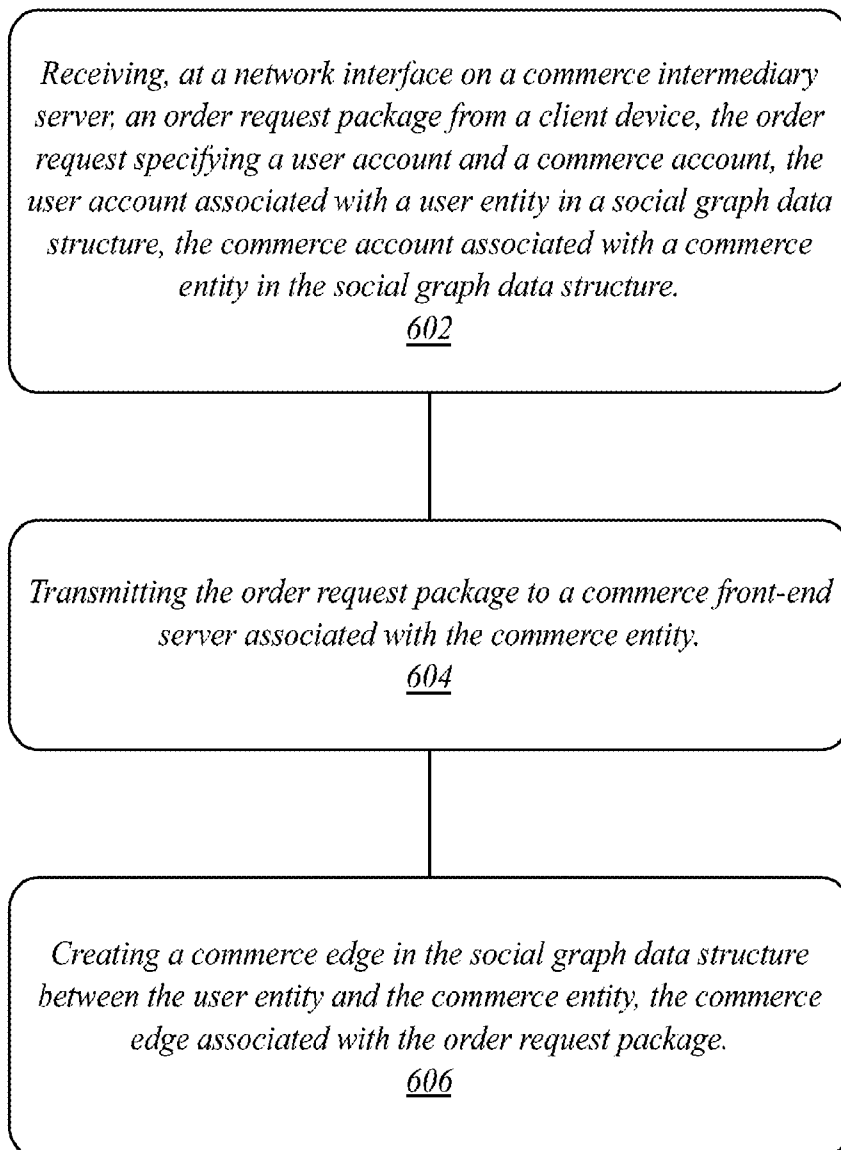 Receiving, at a network interface on a commerce intermediary
server, an order request package from a client device, the order
request specifying a user account and a commerce account, the
user account associated with a user entity in a social graph data
structure, the commerce account associated with a commerce
entity in the social graph data structure.
602
Transmitting the order request package to a commerce front-end
server associated with the commerce entity.
604
Creating a commerce edge in the social graph data structure
between the user entity and the commerce entity, the commerce
edge associated with the order request package.
606